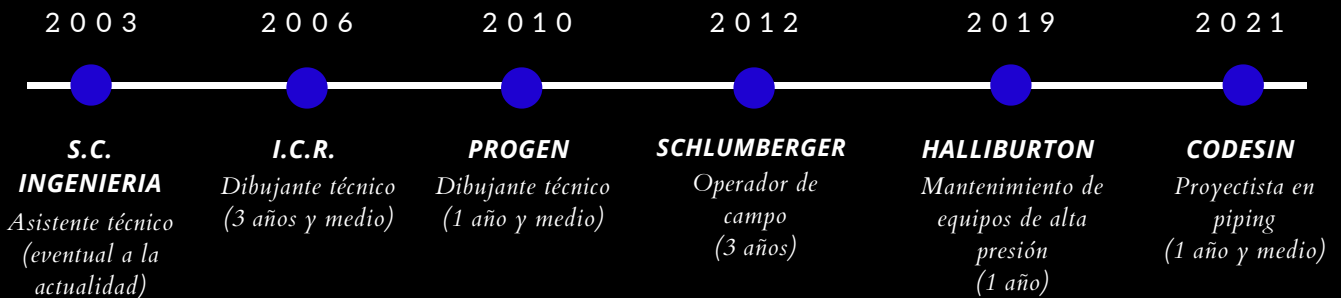 2003
2006
2010
2012
2019
2021
S.C.
INGENIERIA
Asistente técnico
(eventual a la
actualidad)
I.C.R.
Dibujante técnico
(3 años y medio)
PROGEN
Dibujante técnico
(1 año y medio)
SCHLUMBERGER
Operador de
campo
(3 años)
HALLIBURTON
Mantenimiento de
equipos de alta
presión
(1 año)
CODESIN
Proyectista en
piping
(1 año y medio)